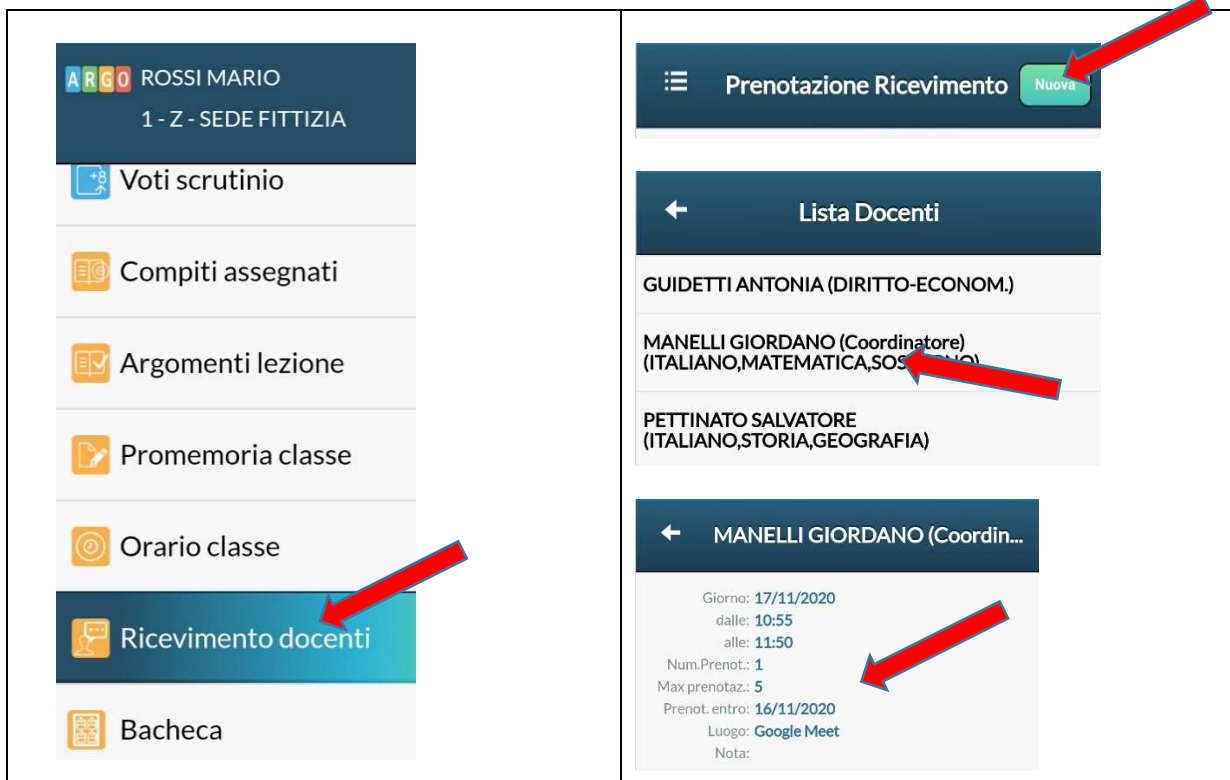 ARGO ROSSI MARIO
1 - Z - SEDE FITTIZIA
+8 Voti scrutinio
Compiti assegnati
Argomenti lezione
Promemoria classe
Orario classe
Ricevimento docenti
Bacheca
Prenotazione Ricevimento Nuova
Lista Docenti
GUIDETTI ANTONIA (DIRITTO-ECONOM.)
MANELLI GIORDANO (Coordinatore)
(ITALIANO,MATEMATICA,
PETTINATO SALVATORE
(ITALIANO,STORIA,GEOGRAFIA)
MANELLI GIORDANO (Coordin...
Giorno: 17/11/2020
dalle: 10:55
alle: 11:50
Num.Prenot.: 1
Max prenotaz.: 5
Prenot. entro: 16/11/2020
Luogo: Google Meet
Nota: